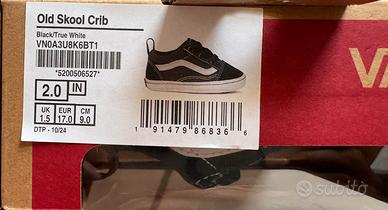 Old Skool Crib
Black/True White
VN0A3U8K6BT1
*5200506527*
2.0 IN
UK EUR CM
1.5 17.0 9.0
DTP - 10/24
1 91479 86836 6
VAN
subito